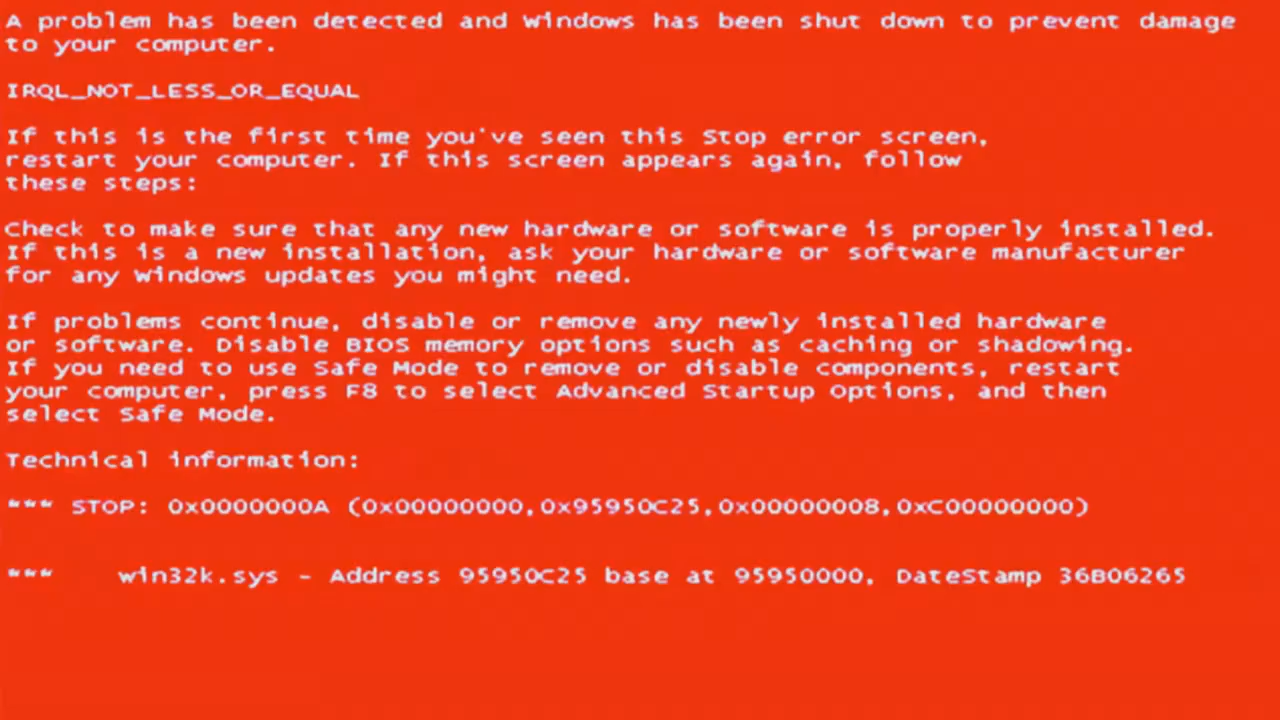 A problem has been detected and Windows has been shut down to prevent damage
to your computer.
IRQL_NOT_LESS_OR_EQUAL
If this is the first time you've seen this Stop error screen,
restart your computer. If this screen appears again, follow
these steps:
Check to make sure that any new hardware or software is properly installed.
If this is a new installation, ask your hardware or software manufacturer
for any Windows updates you might need.
If problems continue, disable or remove any newly installed hardware
or software. Disable BIOS memory options such as caching or shadowing.
If you need to use Safe Mode to remove or disable components, restart
your computer, press F8 to select Advanced Startup Options, and then
select Safe Mode.
Technical information:
*** STOP: 0x0000000A (0x00000000,0x95950C25,0x00000008,0xC00000000)
*** win32k.sys - Address 95950C25 base at 95950000, DateStamp 36B06265